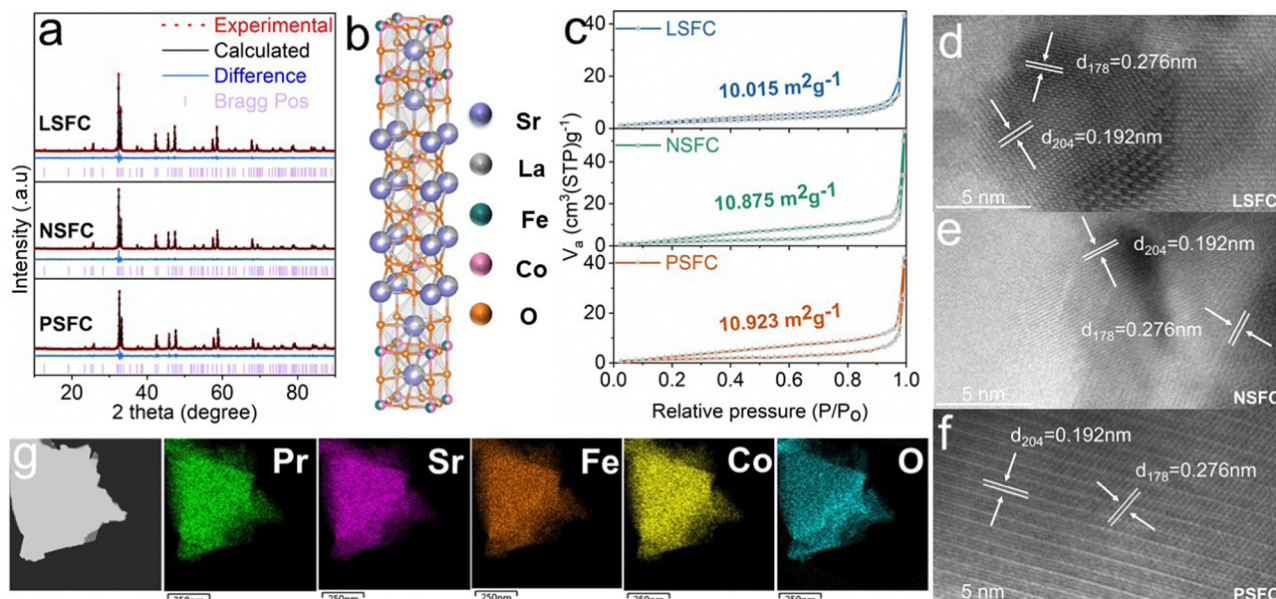 a
Experimental
Calculated
Difference
Bragg Pos
LSFC
NSFC
PSFC
Intensity (.a.u)
20 40 60 80
2 theta (degree)
b
Sr
La
Fe
Co
O
c
LSFC
10.015 m²g-1
NSFC
10.875 m²g-1
PSFC
10.923 m²g-1
40
20
0
40
20
0
40
20
0
Va (cm³(STP)g-1
0.0 0.2 0.4 0.6 0.8 1.0
Relative pressure (P/Po)
d
d178=0.276nm
d204=0.192nm
5 nm
LSFC
e
d204=0.192nm
d178=0.276nm
5 nm
NSFC
f
d204=0.192nm
d178=0.276nm
5 nm
PSFC
g
Pr
Sr
Fe
Co
O
250nm
250nm
250nm
250nm
250nm